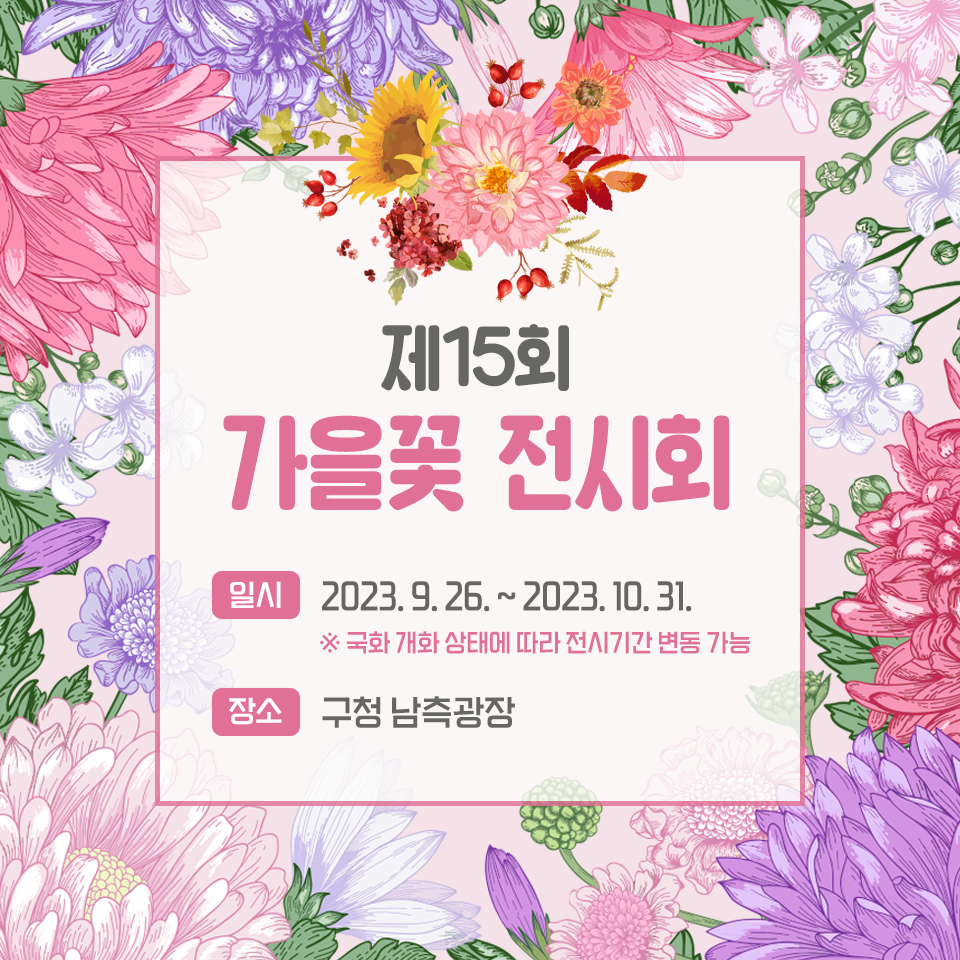 제15회
가을꽃 전시회
일시 2023. 9. 26. ~ 2023. 10. 31.
※ 국화 개화 상태에 따라 전시기간 변동 가능
장소 구청 남측광장